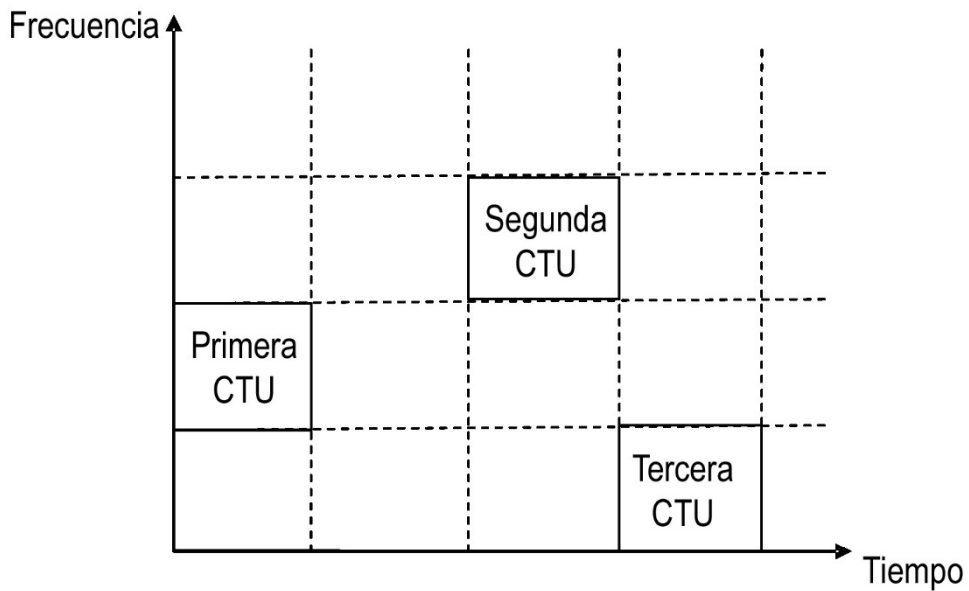 Frecuencia
Segunda
CTU
Primera
CTU
Tercera
CTU
Tiempo